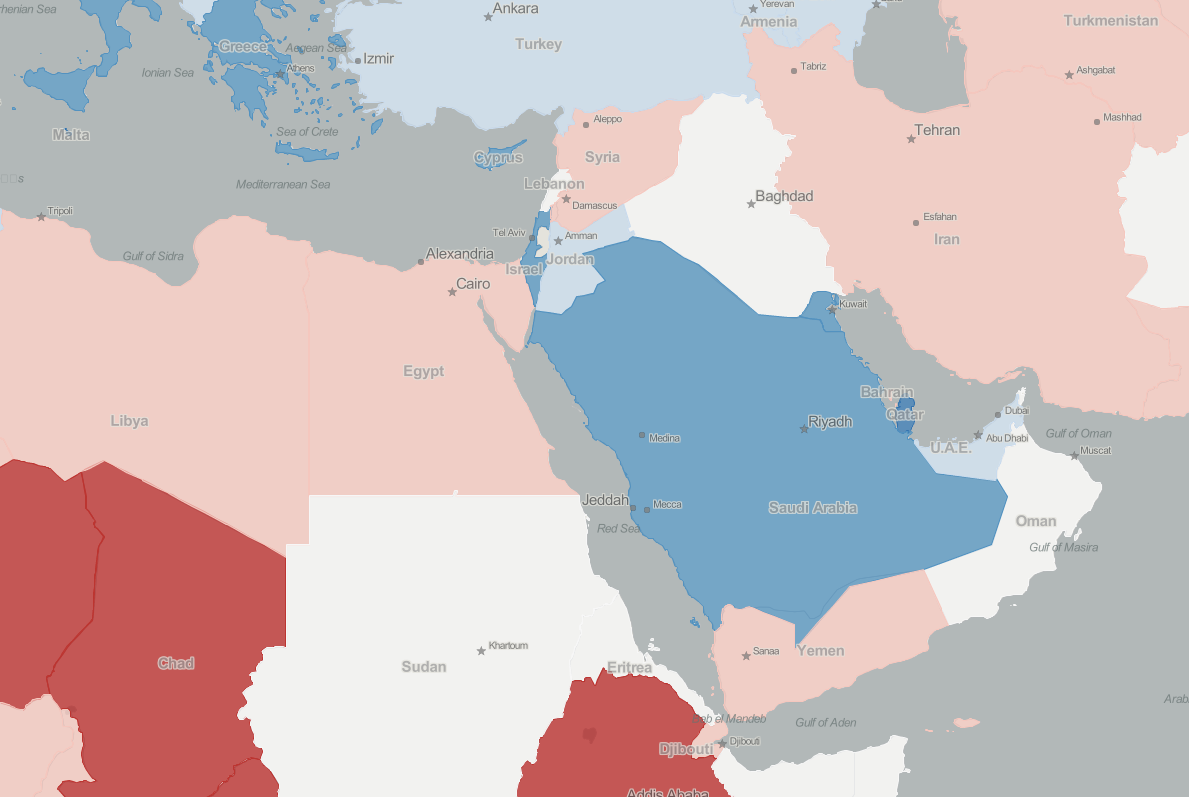 Ankara
Yerevan
Armenia
Turkmenistan
Turkey
Greece
Aegean Sea
Izmir
Athens
Ionian Sea
Tabriz
Ashgabat
Malta
Sea of Crete
Aleppo
Tehran
Mashhad
Cyprus
Syria
Mediterranean Sea
Lebanon
Damascus
Baghdad
Tripoli
Esfahan
Tel Aviv
Amman
Iran
Gulf of Sidra
Alexandria
Israel
Jordan
Cairo
Kuwait
Egypt
Bahrain
Qatar
Libya
Riyadh
Dubai
Medina
Abu Dhabi
Gulf of Oman
U.A.E.
Muscat
Jeddah
Mecca
Saudi Arabia
Red Sea
Oman
Gulf of Masira
Khartoum
Chad
Sudan
Eritrea
Sanaa
Yemen
Bab el Mandeb
Gulf of Aden
Djibouti
Djibouti
Addis Ababa